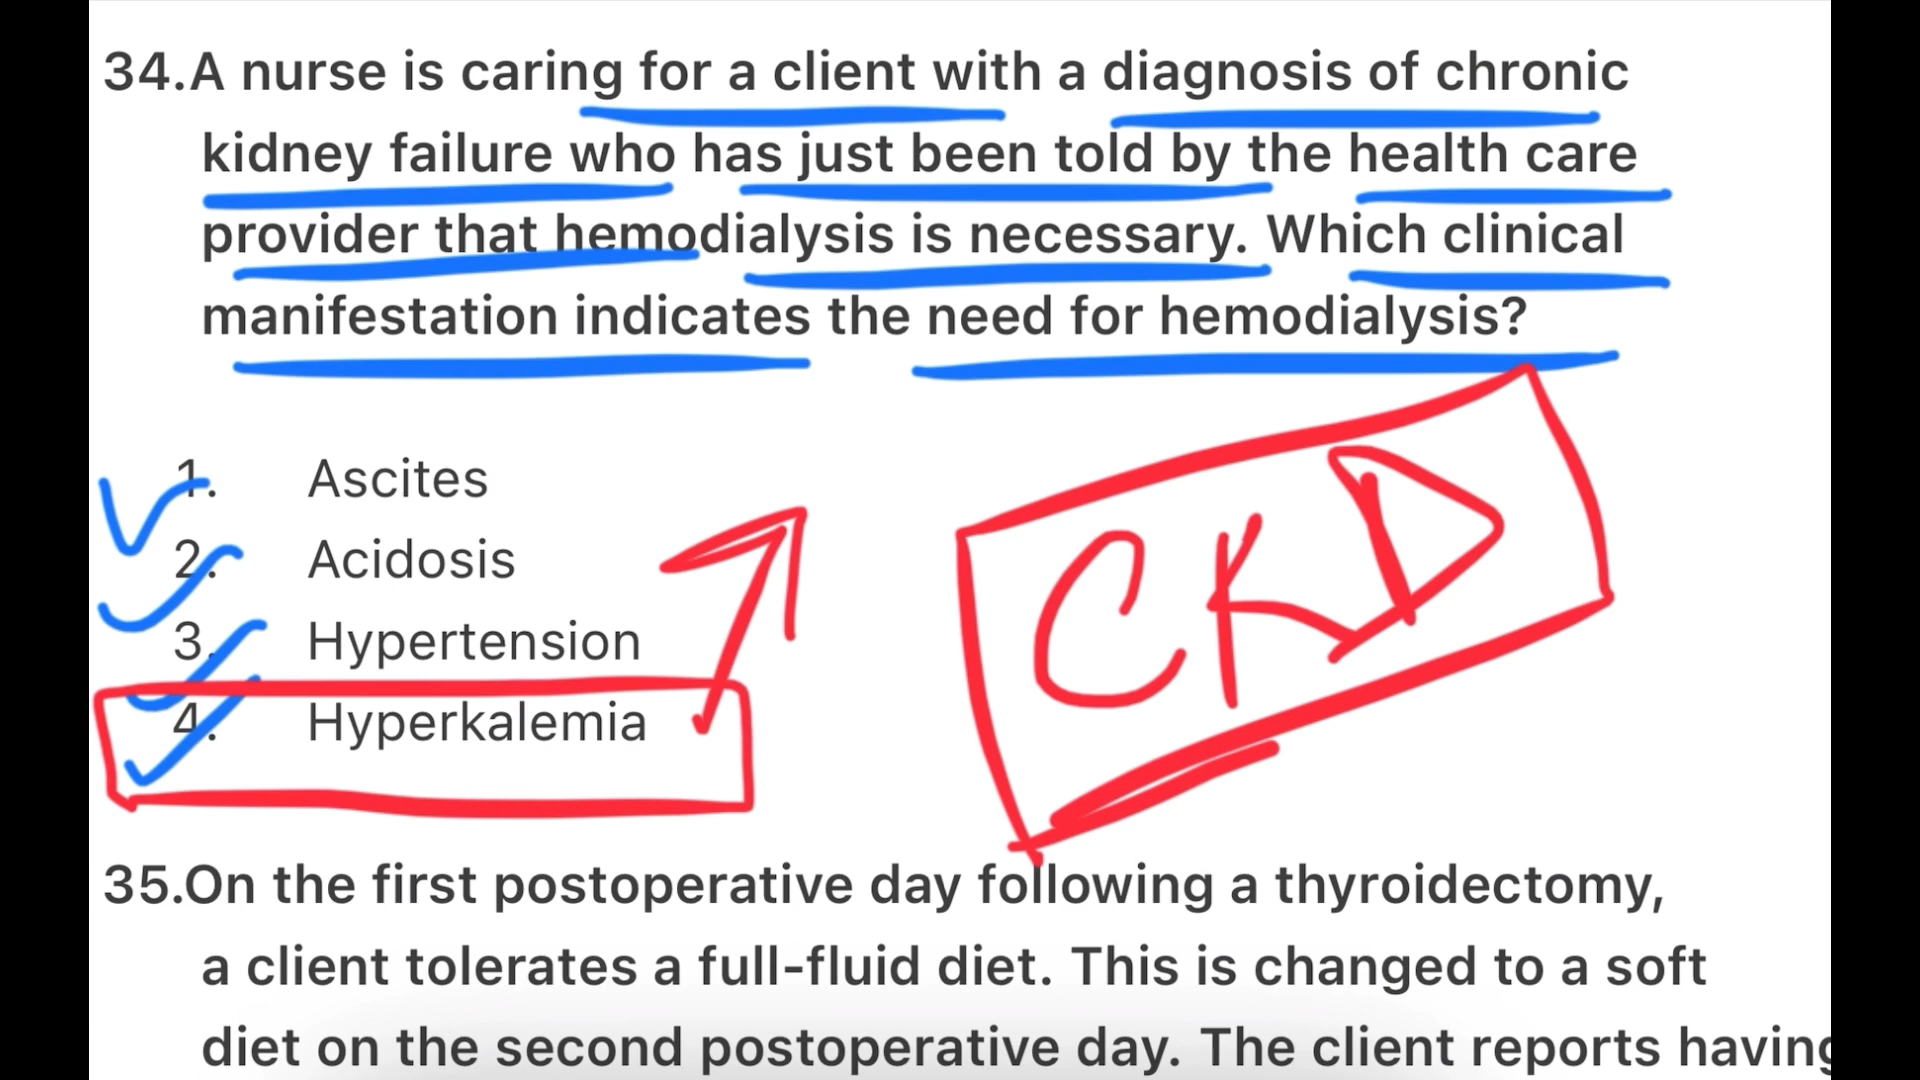 34.A nurse is caring for a client with a diagnosis of chronic
kidney failure who has just been told by the health care
provider that hemodialysis is necessary. Which clinical
manifestation indicates the need for hemodialysis?
1. Ascites
2. Acidosis
3. Hypertension
4. Hyperkalemia
CKD
35.On the first postoperative day following a thyroidectomy,
a client tolerates a full-fluid diet. This is changed to a soft
diet on the second postoperative day. The client reports having